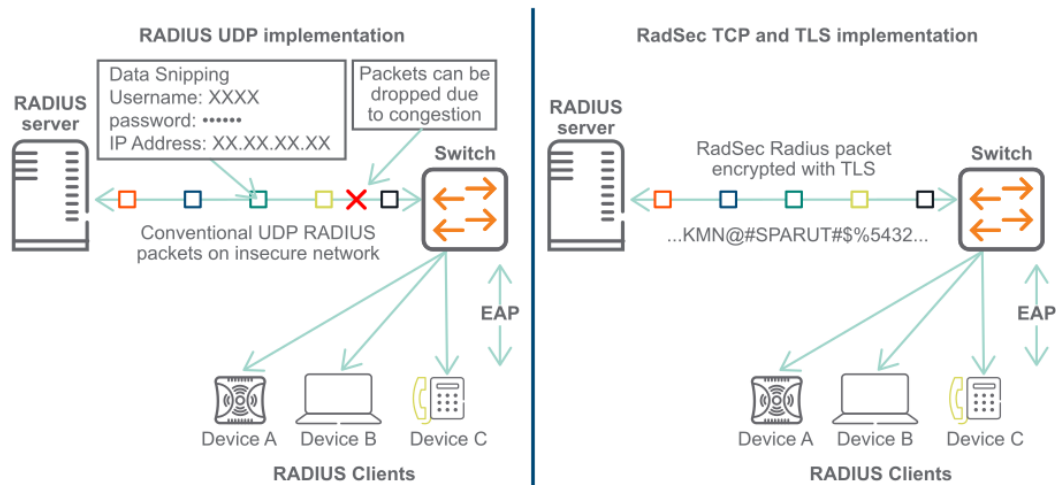 RADIUS UDP implementation
Data Snipping
Username: XXXX
password: ••••••
IP Address: XX.XX.XX.XX
Packets can be
dropped due
to congestion
RADIUS
server
Switch
Conventional UDP RADIUS
packets on insecure network
EAP
Device A
Device B
Device C
RADIUS Clients
RadSec TCP and TLS implementation
RADIUS
server
RadSec Radius packet
encrypted with TLS
Switch
...KMN@#SPARUT#$%5432...
EAP
Device A
Device B
Device C
RADIUS Clients